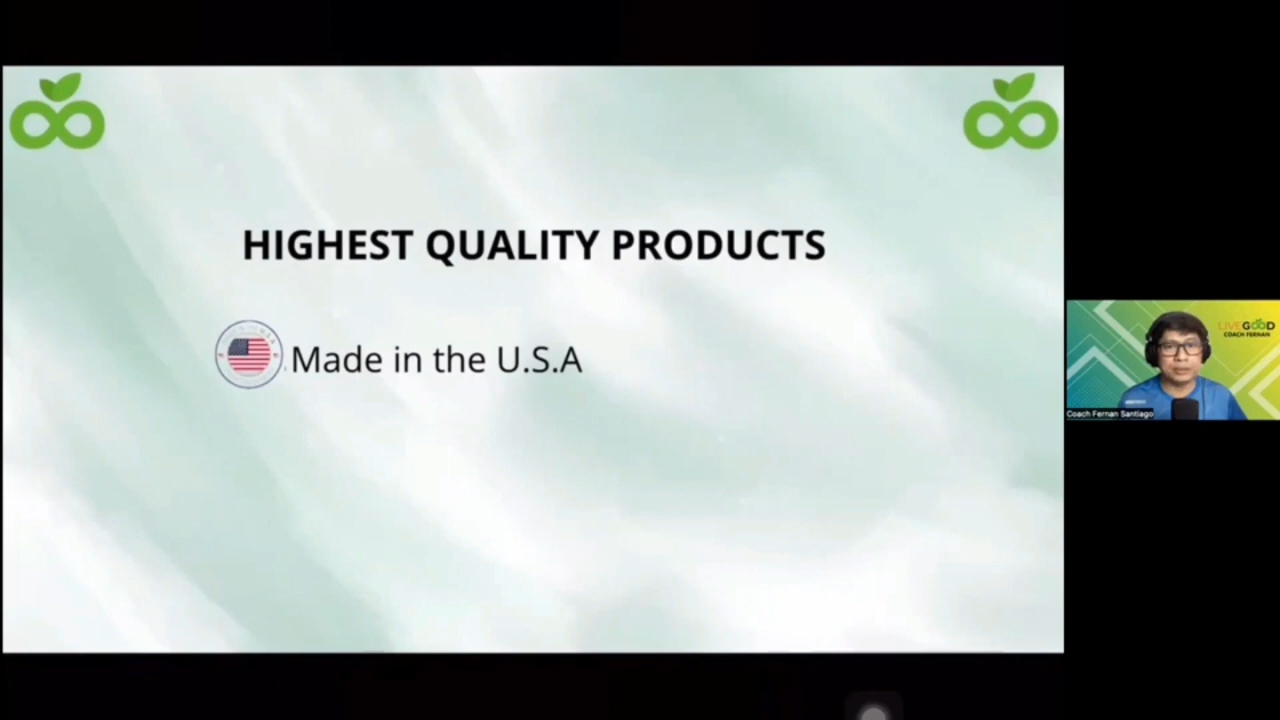 HIGHEST QUALITY PRODUCTS
Made in the U.S.A
LIVEGOOD
COACH FERNAN
Coach Fernan Santiago